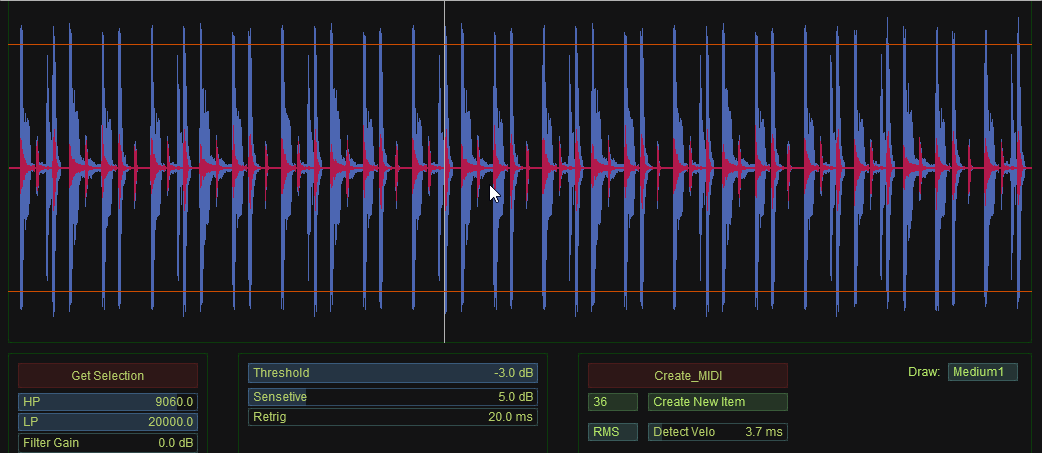 Get Selection
HP 9060.0
LP 20000.0
Filter Gain 0.0 dB
Threshold -3.0 dB
Sensetive 5.0 dB
Retrig 20.0 ms
Create_MIDI
36 Create New Item
RMS Detect Velo 3.7 ms
Draw: Medium1